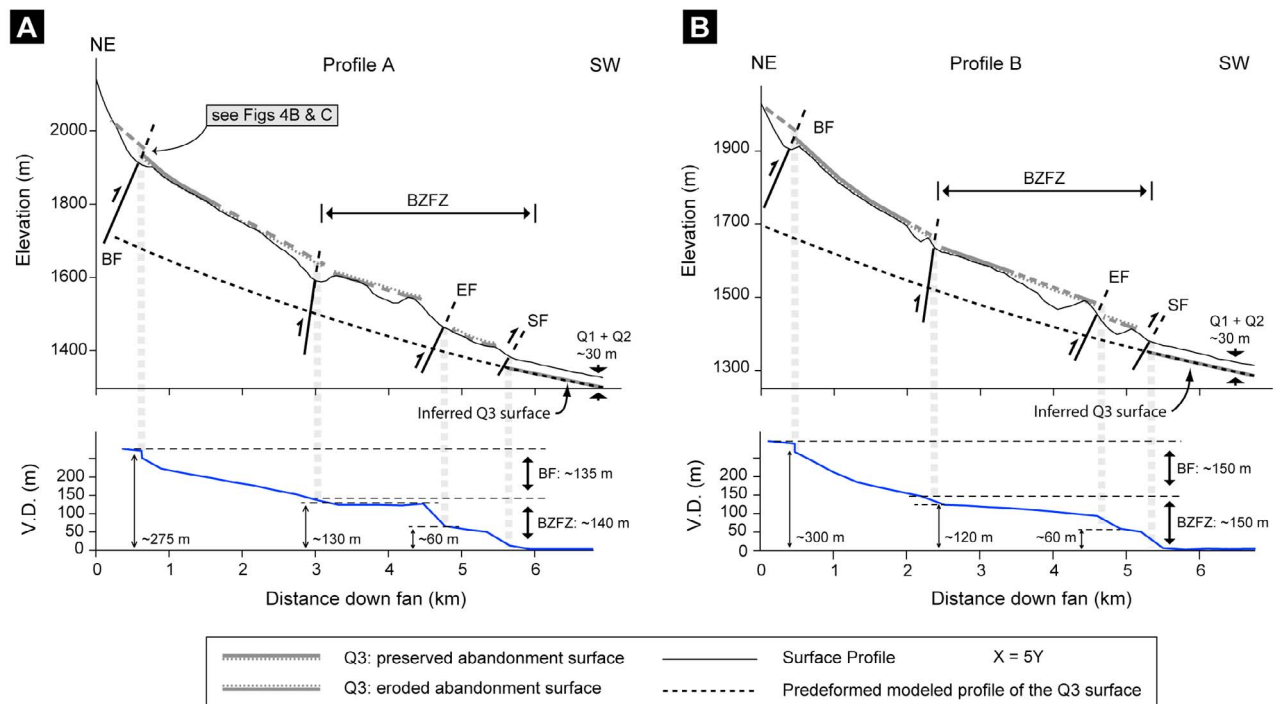 A
NE
Profile A
SW
see Figs 4B & C
2000
1800
1600
1400
Elevation (m)
BF
BZFZ
EF
SF
Q1 + Q2
~30 m
Inferred Q3 surface
V.D. (m)
200
150
100
50
0
BF: ~135 m
BZFZ: ~140 m
~275 m
~130 m
~60 m
0 1 2 3 4 5 6
Distance down fan (km)
B
NE
Profile B
SW
1900
1700
1500
1300
Elevation (m)
BF
BZFZ
EF
SF
Q1 + Q2
~30 m
Inferred Q3 surface
V.D. (m)
200
150
100
50
0
BF: ~150 m
BZFZ: ~150 m
~300 m
~120 m
~60 m
0 1 2 3 4 5 6
Distance down fan (km)
Q3: preserved abandonment surface
Surface Profile
X = 5Y
Q3: eroded abandonment surface
Predeformed modeled profile of the Q3 surface